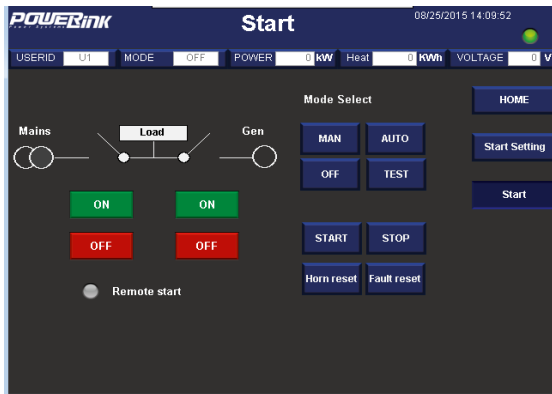 POWERink Start 08/25/2015 14:09:52
Power Systems
USERID U1 MODE OFF POWER 0 kW Heat 0 KWh VOLTAGE 0 V
Mode Select HOME
Mains Load Gen MAN AUTO Start Setting
OFF TEST
ON ON Start
OFF OFF START STOP
Remote start Horn reset Fault reset